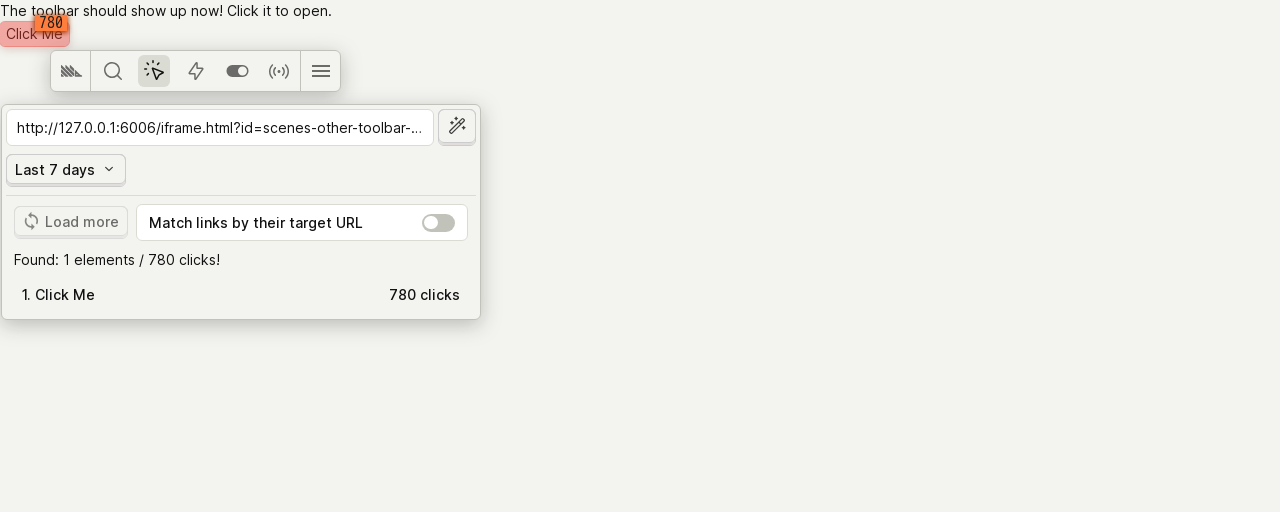 The toolbar should show up now! Click it to open.
780
Click Me
http://127.0.0.1:6006/iframe.html?id=scenes-other-toolbar-...
Last 7 days
Load more
Match links by their target URL
Found: 1 elements / 780 clicks!
1. Click Me 780 clicks